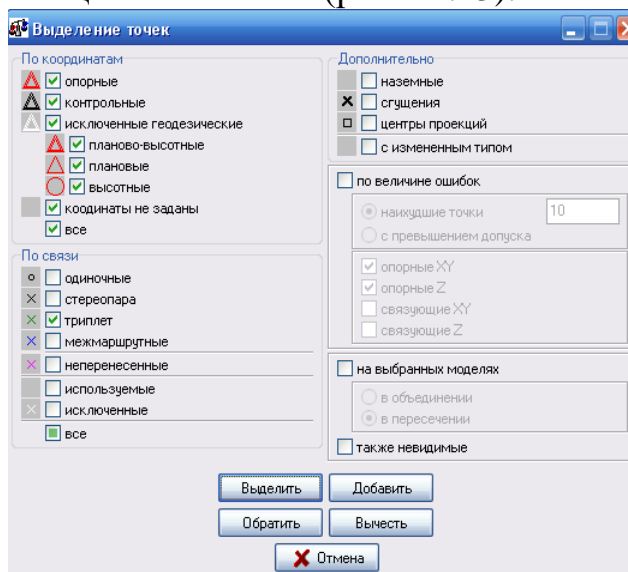 Выделение точек
По координатам
опорные
контрольные
исключенные геодезические
планово-высотные
плановые
высотные
коодинаты не заданы
все
По связи
одиночные
стереопара
триплет
межмаршрутные
неперенесенные
используемые
исключенные
все
Дополнительно
наземные
сгущения
центры проекций
с измененным типом
по величине ошибок
наихудшие точки 10
с превышением допуска
опорные XY
опорные Z
связующие XY
связующие Z
на выбранных моделях
в объединении
в пересечении
также невидимые
Выделить Добавить
Обратить Вычесть
Отмена